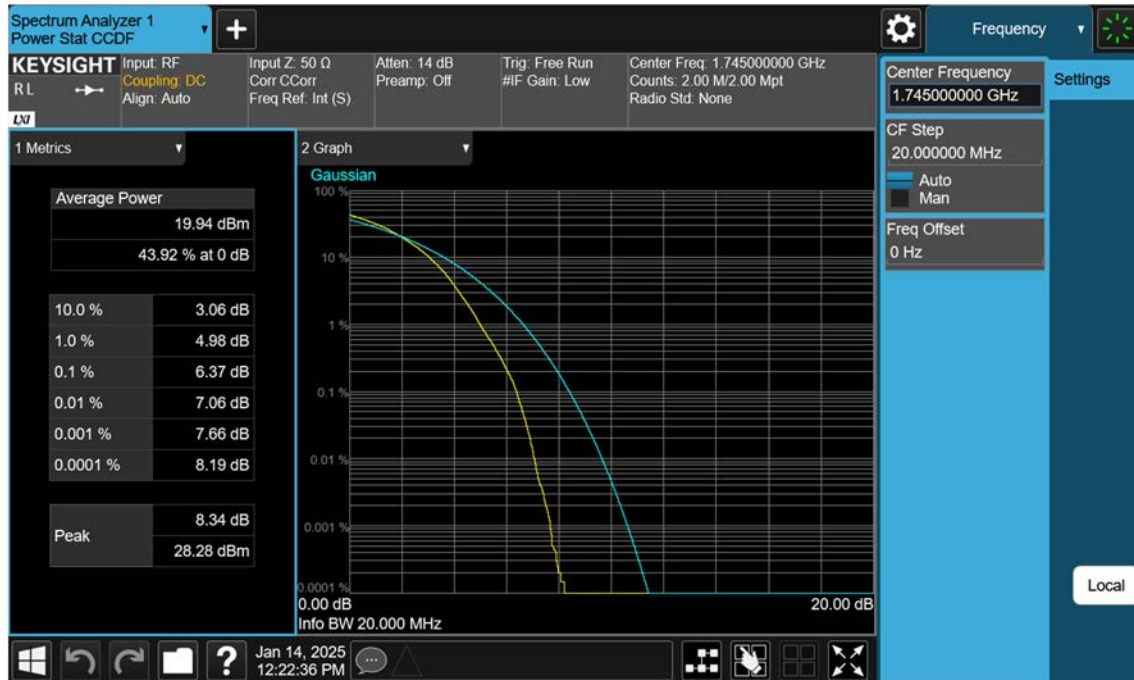 Spectrum Analyzer 1
Power Stat CCDF
Frequency
KEYSIGHT
R L
LXI
Input: RF
Coupling: DC
Align: Auto
Input Z: 50 Ω
Corr CCorr
Freq Ref: Int (S)
Atten: 14 dB
Preamp: Off
Trig: Free Run
#IF Gain: Low
Center Freq: 1.745000000 GHz
Counts: 2.00 M/2.00 Mpt
Radio Std: None
Center Frequency
1.745000000 GHz
Settings
CF Step
20.000000 MHz
Auto
Man
Freq Offset
0 Hz
Local
1 Metrics
Average Power
19.94 dBm
43.92 % at 0 dB
10.0 % 3.06 dB
1.0 % 4.98 dB
0.1 % 6.37 dB
0.01 % 7.06 dB
0.001 % 7.66 dB
0.0001 % 8.19 dB
Peak
8.34 dB
28.28 dBm
2 Graph
Gaussian
100 %
10 %
1 %
0.1 %
0.01 %
0.001 %
0.0001 %
0.00 dB 20.00 dB
Info BW 20.000 MHz
?
Jan 14, 2025
12:22:36 PM